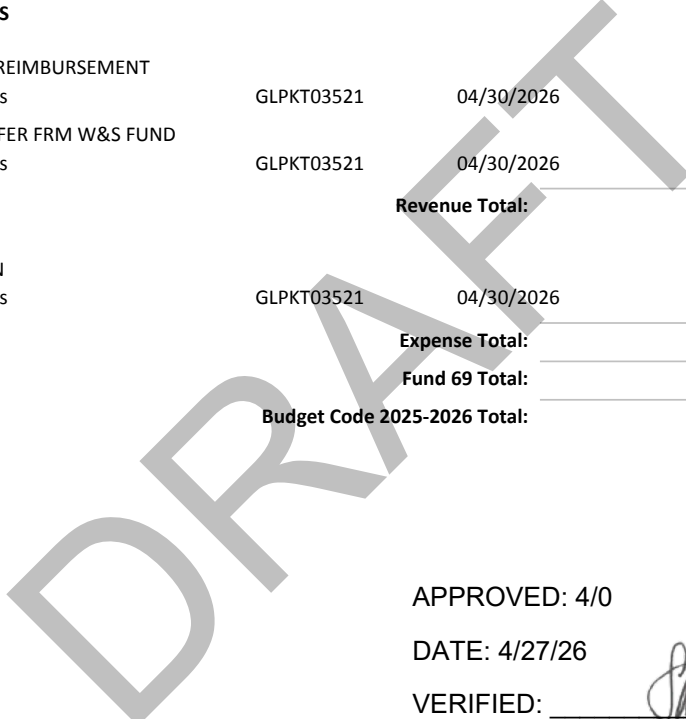 S
REIMBURSEMENT
s GLPKT03521 04/30/2026
FER FRM W&S FUND
s GLPKT03521 04/30/2026
Revenue Total:
N
s GLPKT03521 04/30/2026
Expense Total:
Fund 69 Total:
Budget Code 2025-2026 Total:
DRAFT
APPROVED: 4/0
DATE: 4/27/26
VERIFIED: